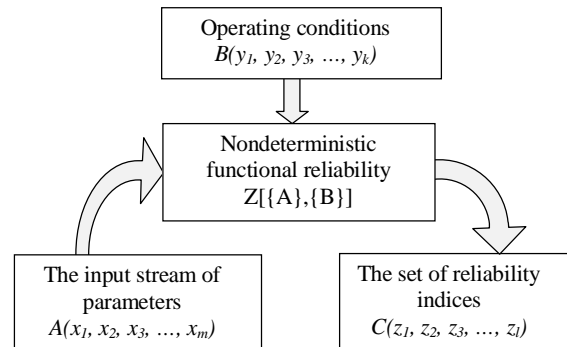 Operating conditions
B(y₁, y₂, y₃, ..., yₖ)
Nondeterministic
functional reliability
Z[{A},{B}]
The input stream of
parameters
A(x₁, x₂, x₃, ..., xₘ)
The set of reliability
indices
C(z₁, z₂, z₃, ..., zₗ)